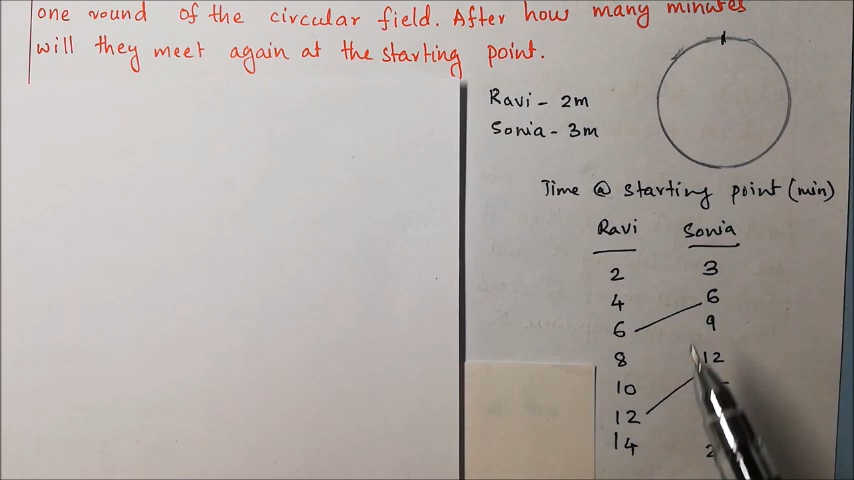 one round of the circular field. After how many minutes
will they meet again at the starting point.
Ravi - 2m
Sonia - 3m
Time @ starting point (min)
Ravi Sonia
2 3
4 6
6 9
8 12
10
12
14 2